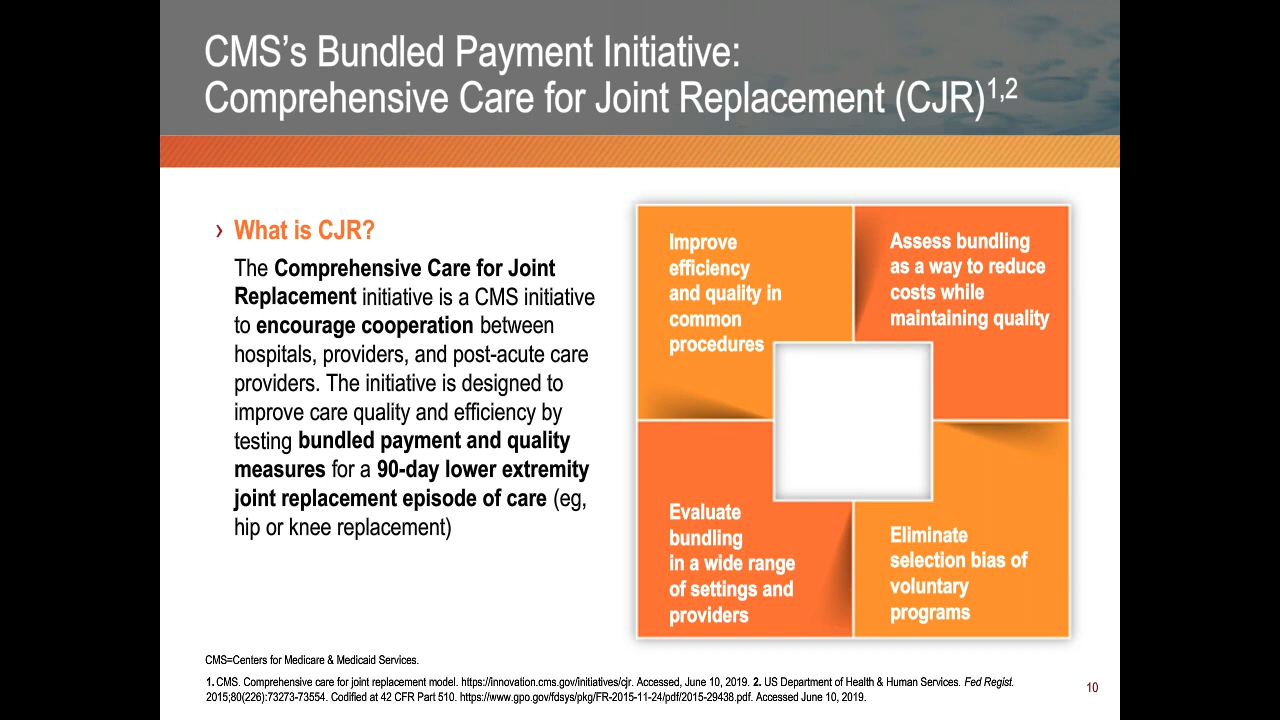 CMS’s Bundled Payment Initiative:
Comprehensive Care for Joint Replacement (CJR)1,2
› What is CJR?
The Comprehensive Care for Joint
Replacement initiative is a CMS initiative
to encourage cooperation between
hospitals, providers, and post-acute care
providers. The initiative is designed to
improve care quality and efficiency by
testing bundled payment and quality
measures for a 90-day lower extremity
joint replacement episode of care (eg,
hip or knee replacement)
Improve
efficiency
and quality in
common
procedures
Assess bundling
as a way to reduce
costs while
maintaining quality
Evaluate
bundling
in a wide range
of settings and
providers
Eliminate
selection bias of
voluntary
programs
CMS=Centers for Medicare & Medicaid Services.
1. CMS. Comprehensive care for joint replacement model. https://innovation.cms.gov/initiatives/cjr. Accessed, June 10, 2019. 2. US Department of Health & Human Services. Fed Regist.
2015;80(226):73273-73554. Codified at 42 CFR Part 510. https://www.gpo.gov/fdsys/pkg/FR-2015-11-24/pdf/2015-29438.pdf. Accessed June 10, 2019.
10